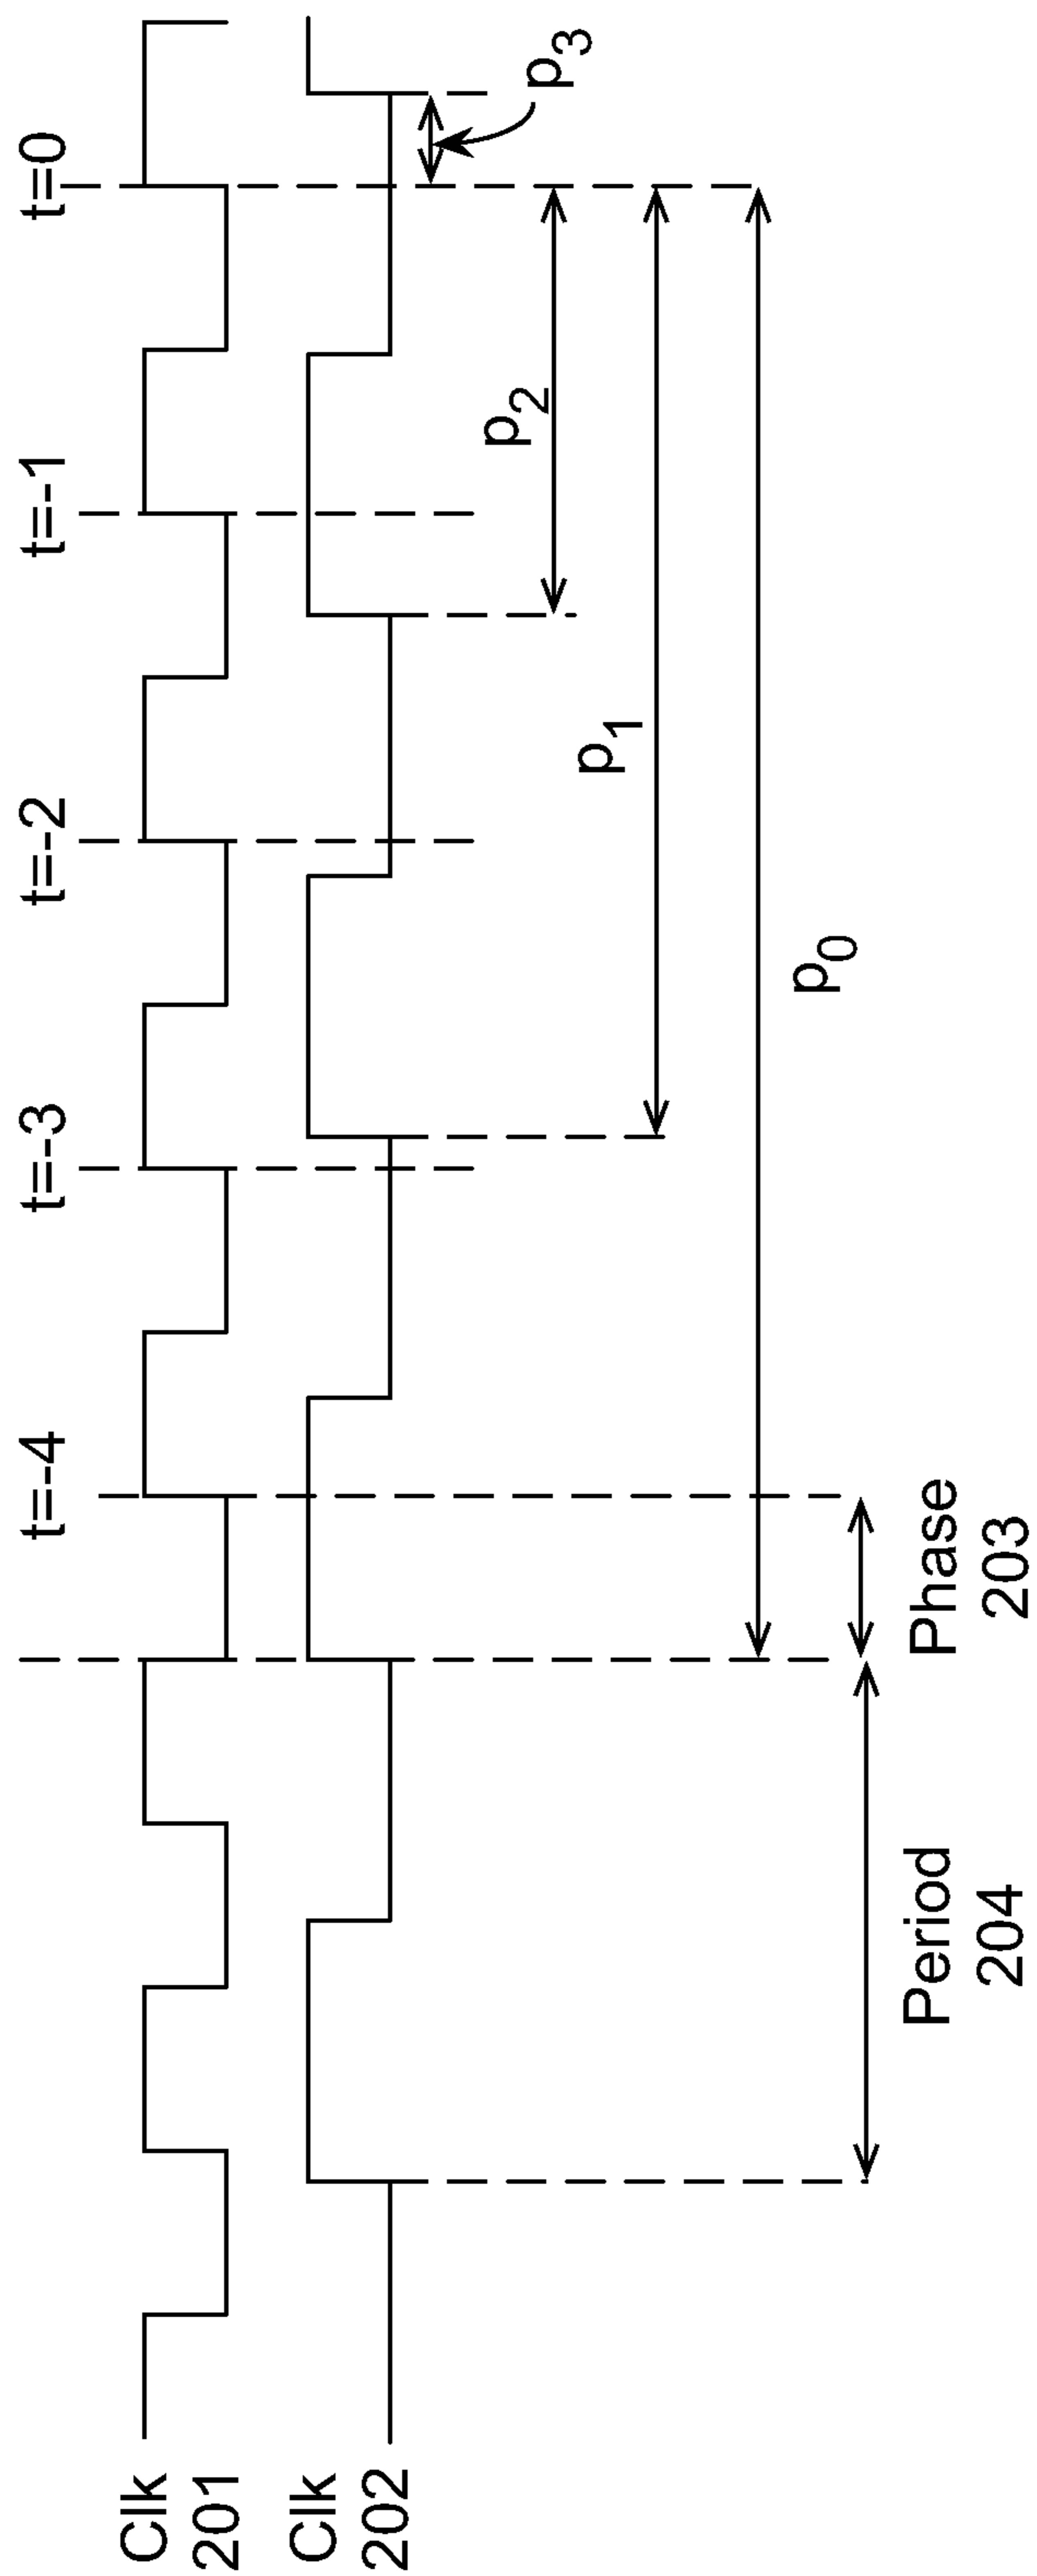 t=-4
t=-3
t=-2
t=-1
t=0
Clk
201
Clk
202
p3
p2
p1
p0
Phase
203
Period
204